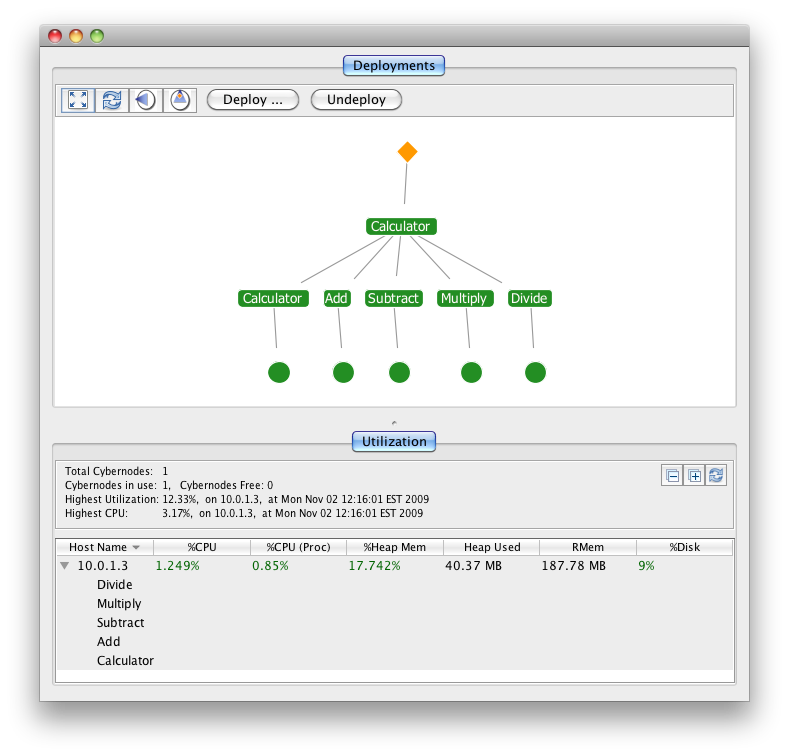 Deployments
Deploy ... Undeploy
Calculator
Calculator Add Subtract Multiply Divide
Utilization
Total Cybernodes: 1
Cybernodes in use: 1, Cybernodes Free: 0
Highest Utilization: 12.33%, on 10.0.1.3, at Mon Nov 02 12:16:01 EST 2009
Highest CPU: 3.17%, on 10.0.1.3, at Mon Nov 02 12:16:01 EST 2009
Host Name %CPU %CPU (Proc) %Heap Mem Heap Used RMem %Disk
10.0.1.3 1.249% 0.85% 17.742% 40.37 MB 187.78 MB 9%
Divide
Multiply
Subtract
Add
Calculator